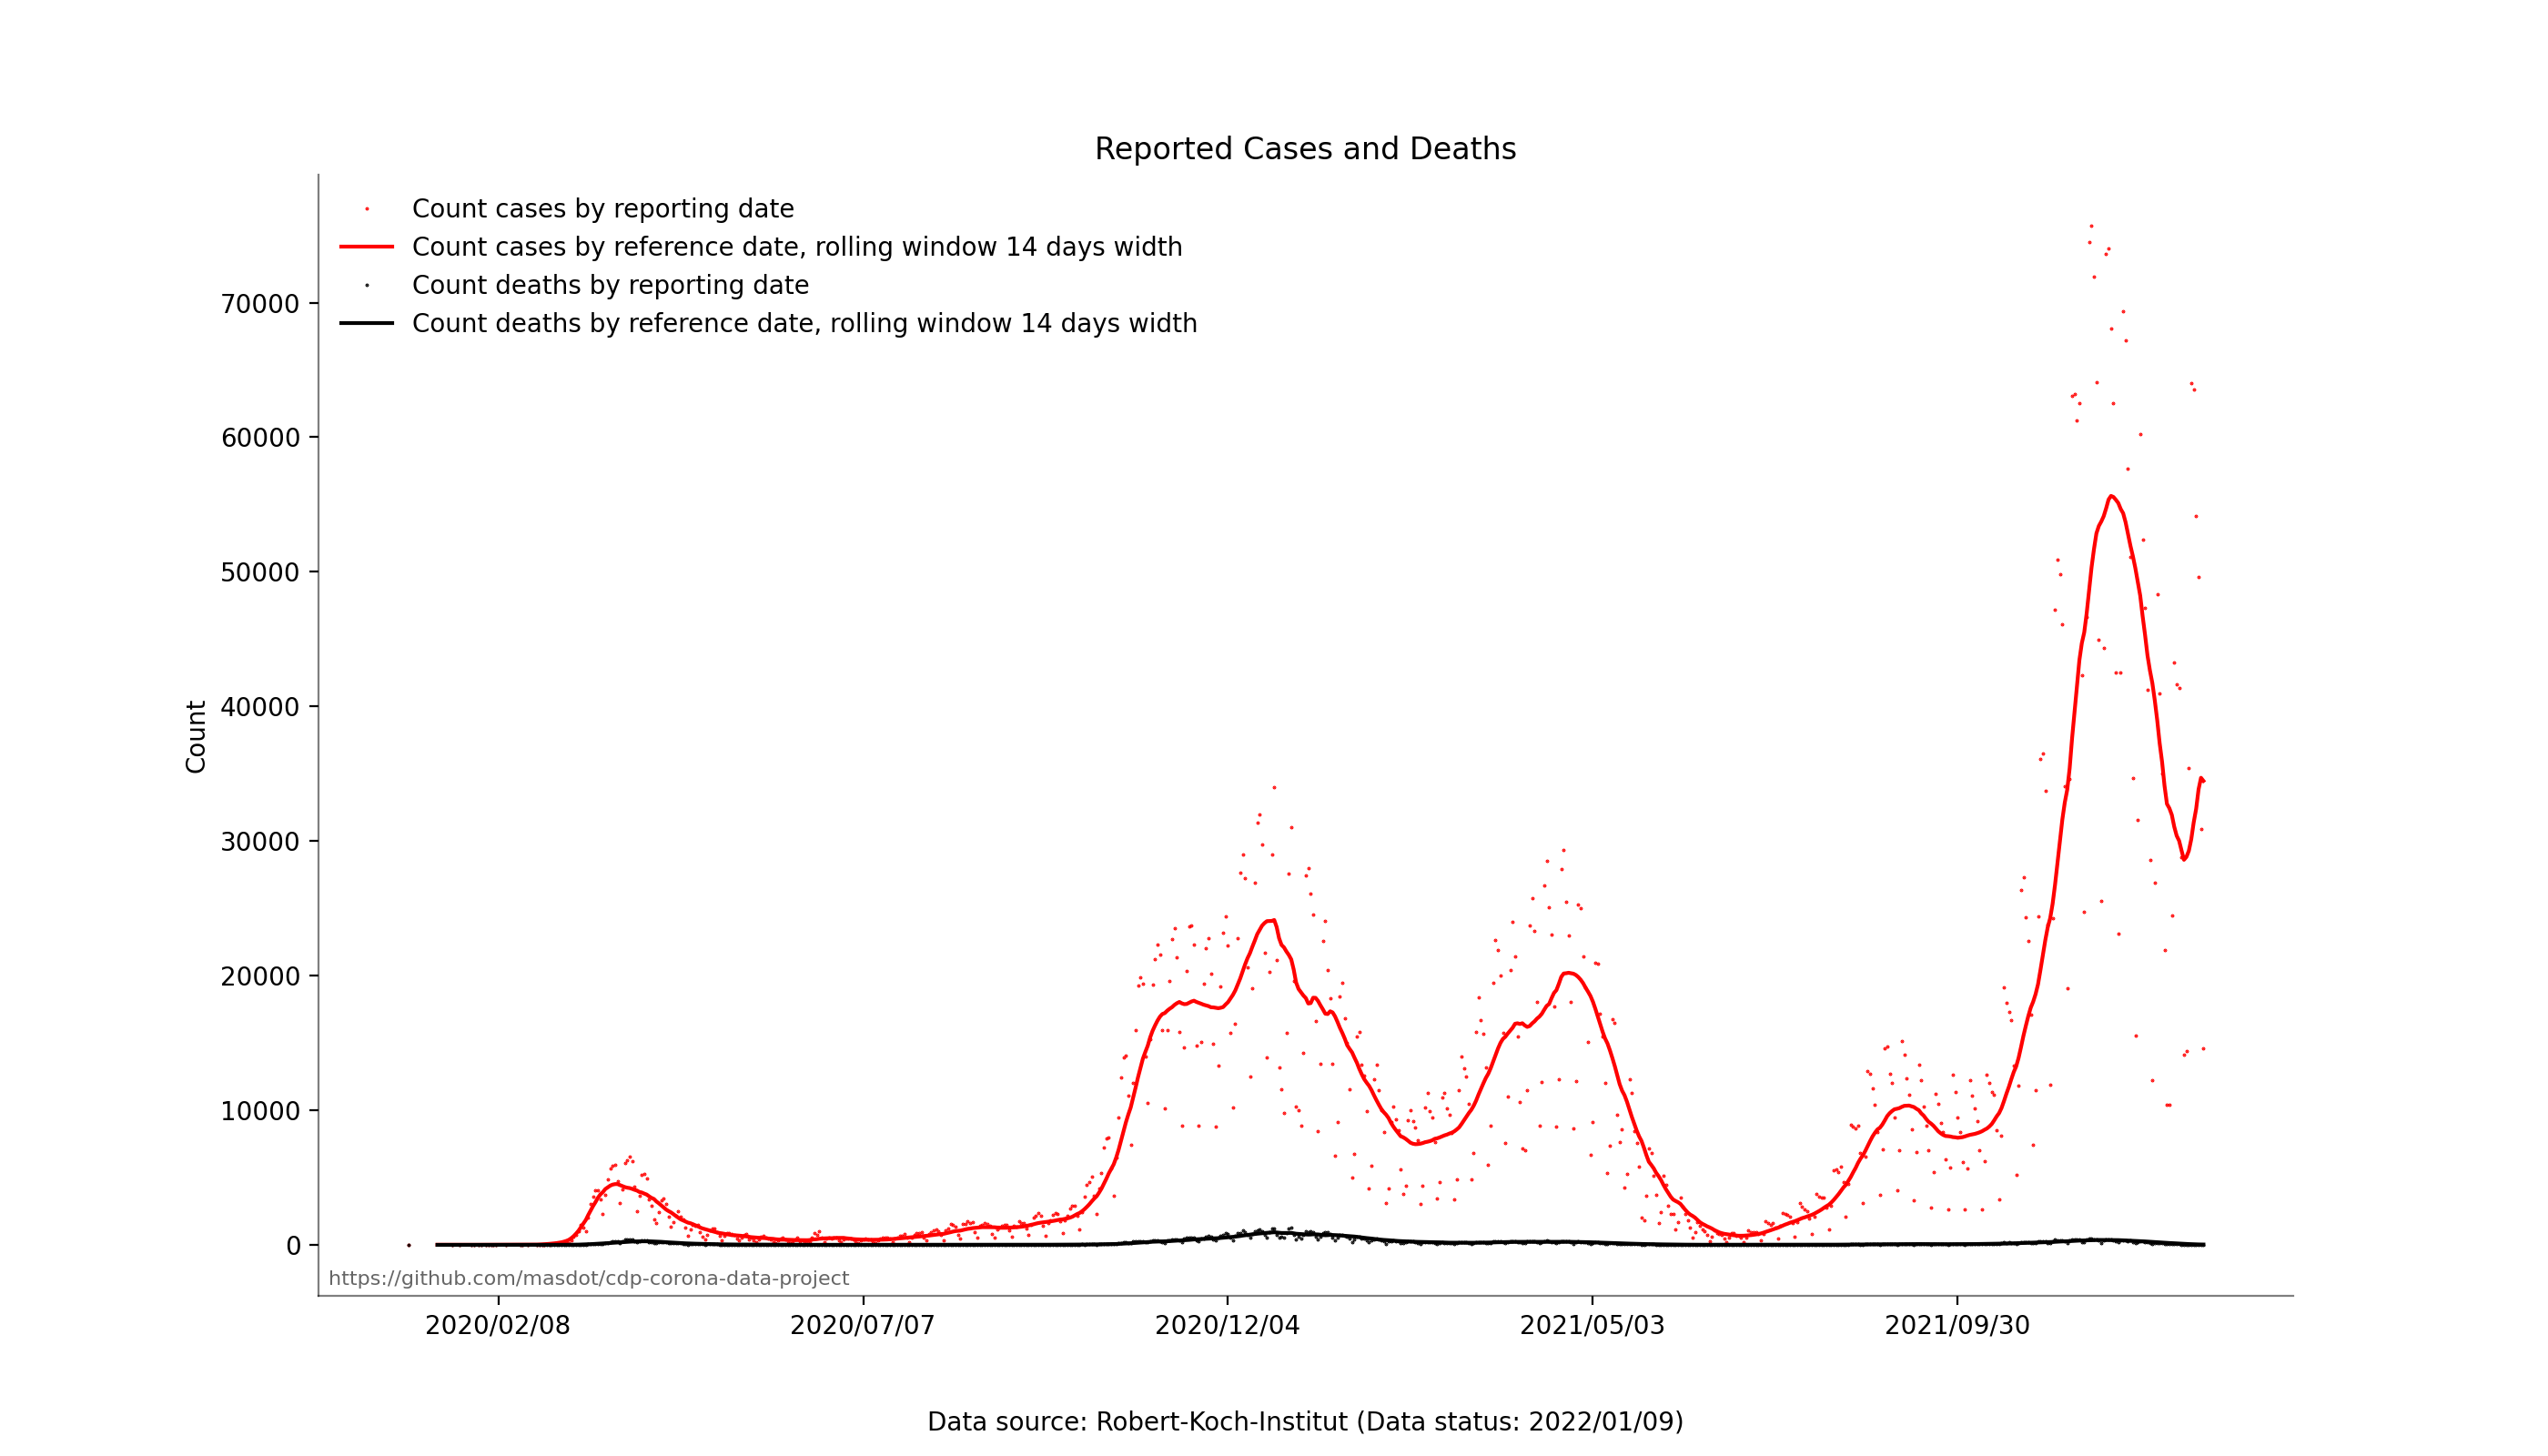 Reported Cases and Deaths
Count cases by reporting date
Count cases by reference date, rolling window 14 days width
Count deaths by reporting date
Count deaths by reference date, rolling window 14 days width
Count
70000
60000
50000
40000
30000
20000
10000
0
https://github.com/masdot/cdp-corona-data-project
2020/02/08 2020/07/07 2020/12/04 2021/05/03 2021/09/30
Data source: Robert-Koch-Institut (Data status: 2022/01/09)